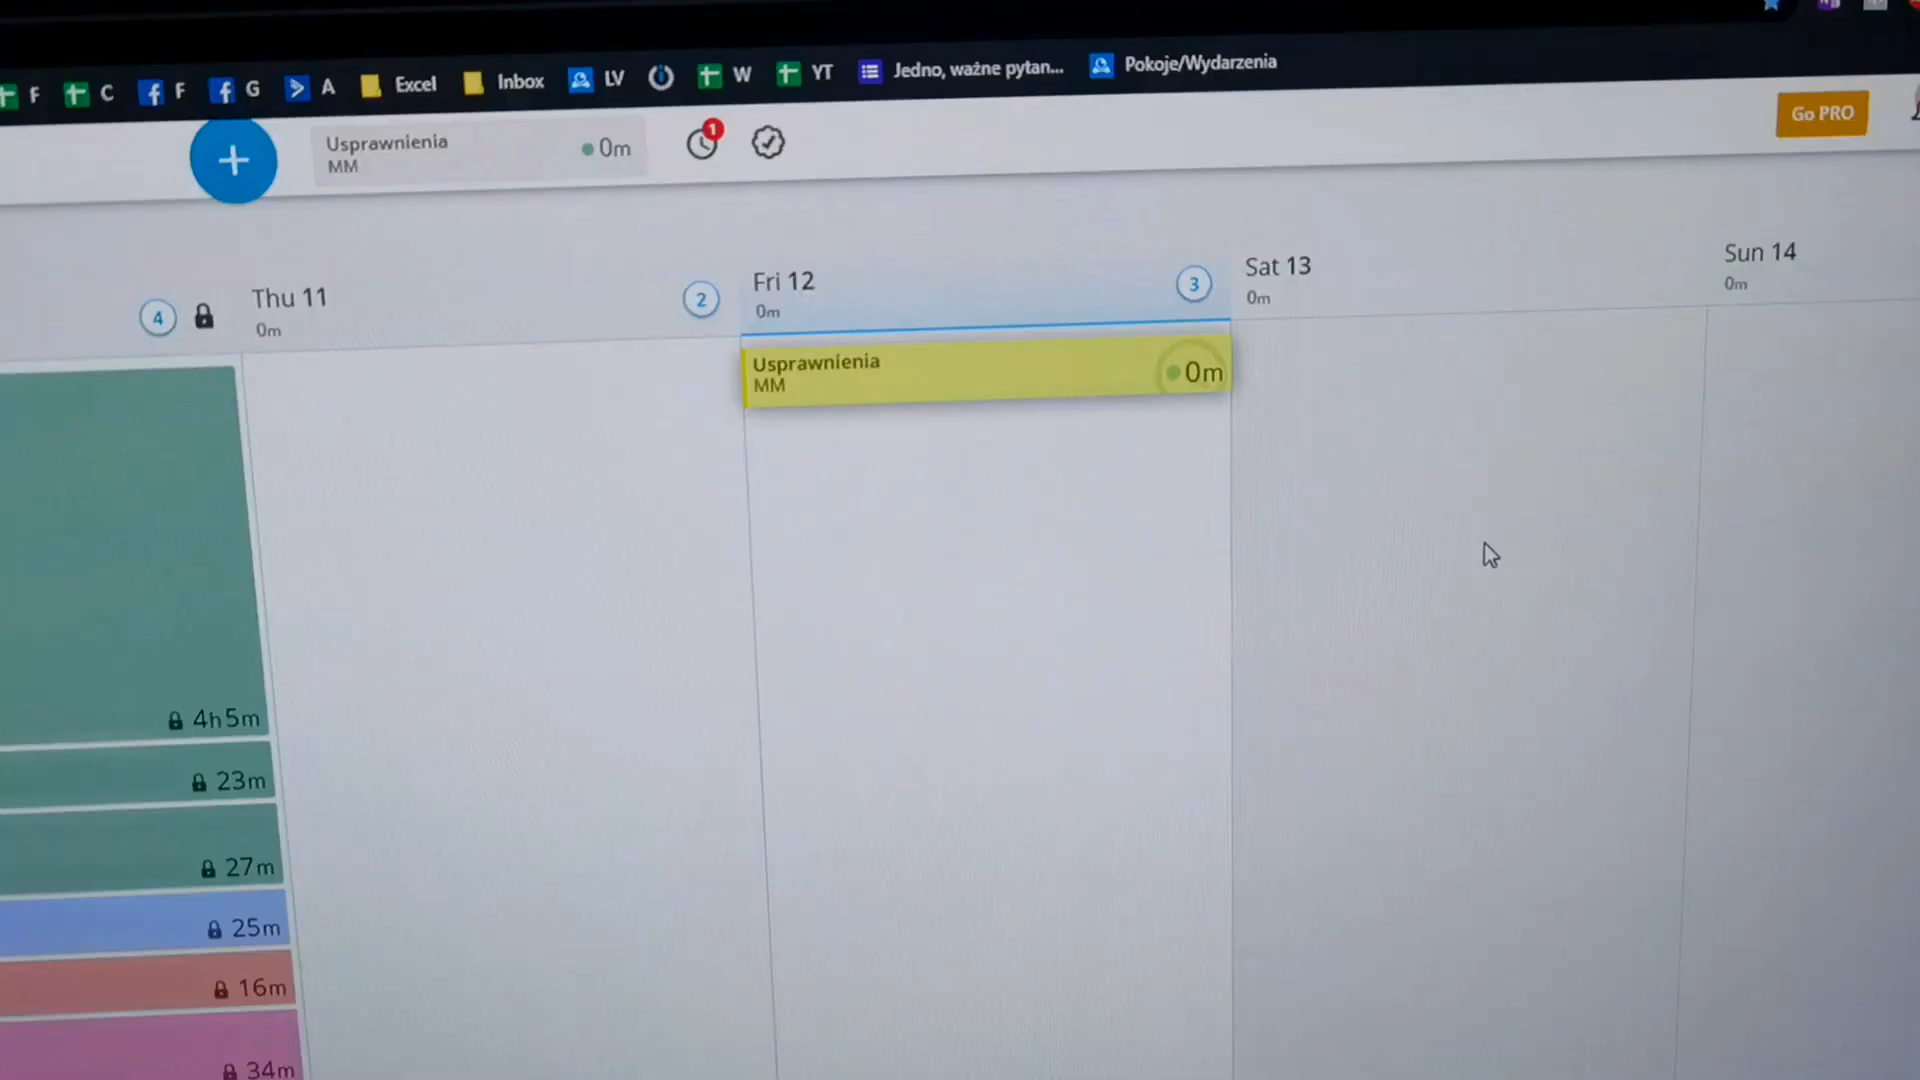 F C F G A Excel Inbox LV W YT Jedno, ważne pytan... Pokoje/Wydarzenia
+ Usprawnienia 0m 1 Go PRO
MM
4 Thu 11 2 Fri 12 3 Sat 13 Sun 14
0m 0m 0m 0m
Usprawnienia 0m
MM
4h 5m
23m
27m
25m
16m
34m